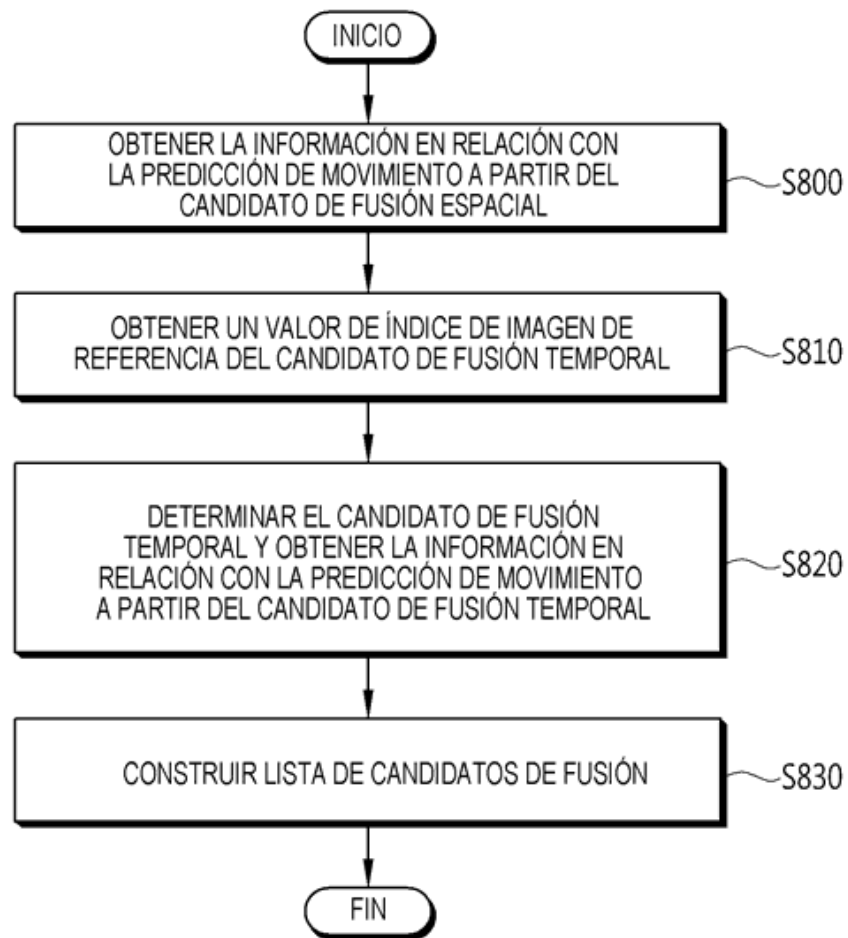 INICIO
OBTENER LA INFORMACIÓN EN RELACIÓN CON
LA PREDICCIÓN DE MOVIMIENTO A PARTIR DEL
CANDIDATO DE FUSIÓN ESPACIAL
S800
OBTENER UN VALOR DE ÍNDICE DE IMAGEN DE
REFERENCIA DEL CANDIDATO DE FUSIÓN TEMPORAL
S810
DETERMINAR EL CANDIDATO DE FUSIÓN
TEMPORAL Y OBTENER LA INFORMACIÓN EN
RELACIÓN CON LA PREDICCIÓN DE MOVIMIENTO
A PARTIR DEL CANDIDATO DE FUSIÓN TEMPORAL
S820
CONSTRUIR LISTA DE CANDIDATOS DE FUSIÓN
S830
FIN